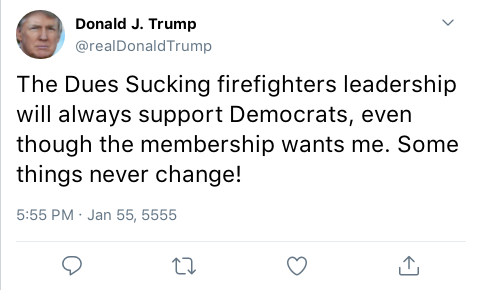 Donald J. Trump
@realDonaldTrump
The Dues Sucking firefighters leadership
will always support Democrats, even
though the membership wants me. Some
things never change!
5:55 PM · Jan 55, 5555